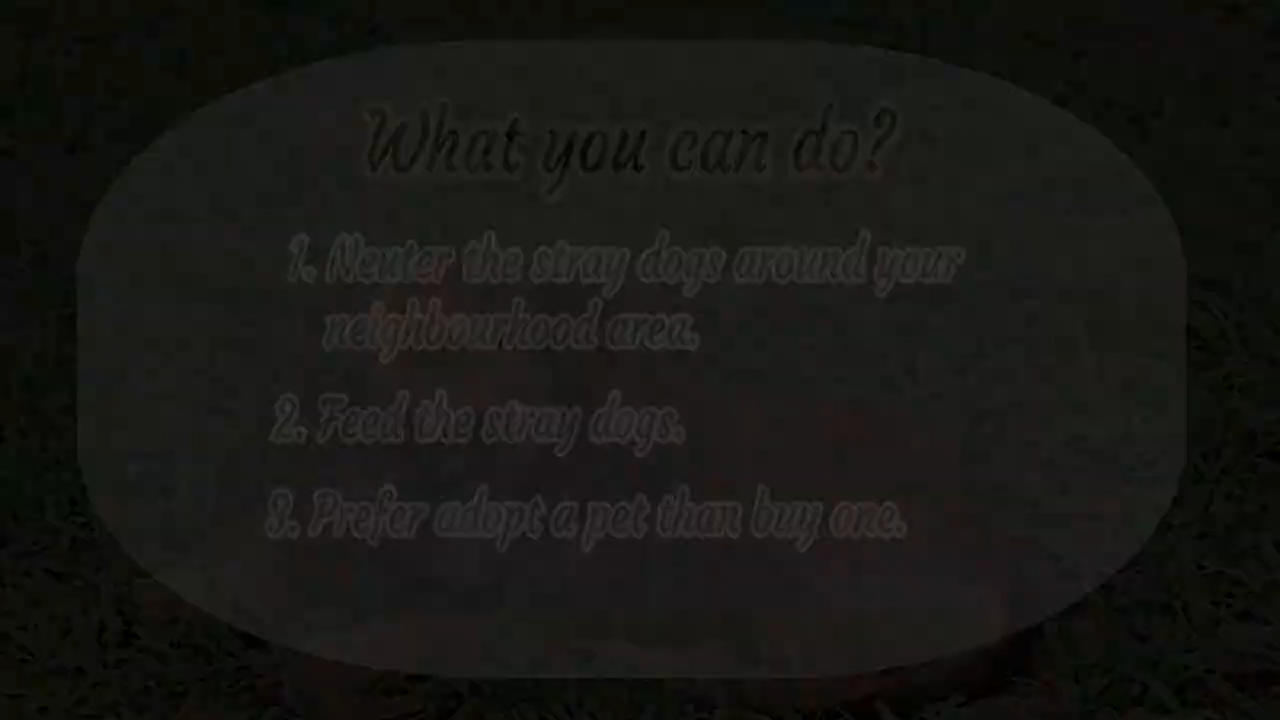 What you can do?
1. Neuter the stray dogs around your
neighbourhood area.
2. Feed the stray dogs.
3. Prefer adopt a pet than buy one.